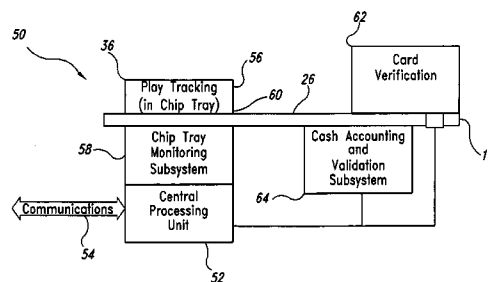 50
36
56
62
Play Tracking
(in Chip Tray)
60
26
Card
Verification
58
Chip Tray
Monitoring
Subsystem
Cash Accounting
and
Validation
Subsystem
64
Communications
54
Central
Processing
Unit
52
1